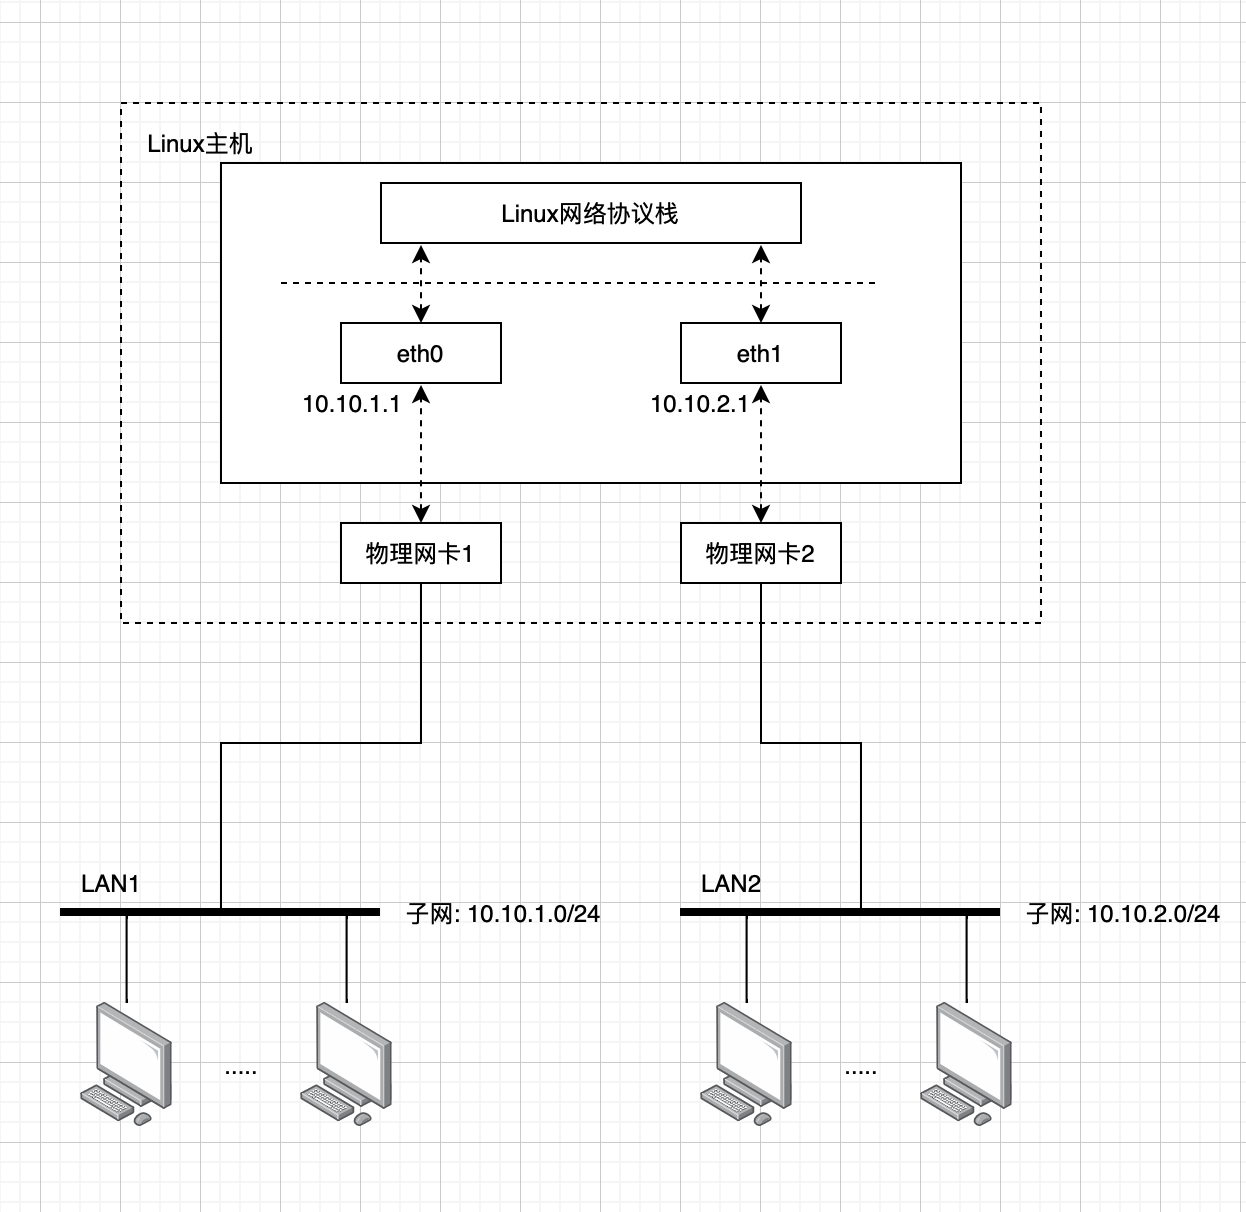 Linux主机
Linux网络协议栈
eth0
eth1
10.10.1.1
10.10.2.1
物理网卡1
物理网卡2
LAN1
LAN2
子网: 10.10.1.0/24
子网: 10.10.2.0/24
.....
.....